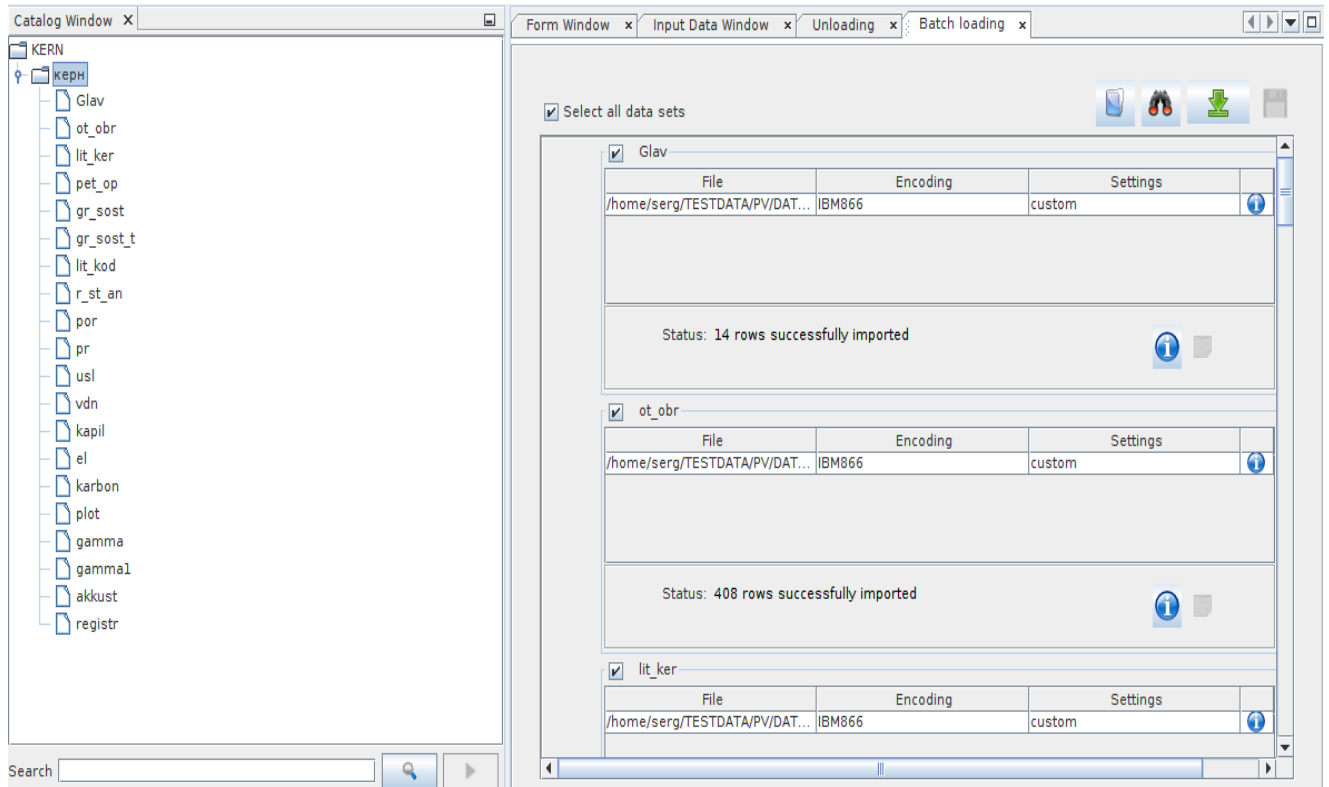 Catalog Window
KERN
керн
Glav
ot_obr
lit_ker
pet_op
gr_sost
gr_sost_t
lit_kod
r_st_an
por
pr
usl
vdn
kapil
el
karbon
plot
gamma
gamma1
akkust
registr
Search
Form Window Input Data Window Unloading Batch loading
Select all data sets
Glav
File Encoding Settings
/home/serg/TESTDATA/PV/DAT... IBM866 custom
Status: 14 rows successfully imported
ot_obr
File Encoding Settings
/home/serg/TESTDATA/PV/DAT... IBM866 custom
Status: 408 rows successfully imported
lit_ker
File Encoding Settings
/home/serg/TESTDATA/PV/DAT... IBM866 custom